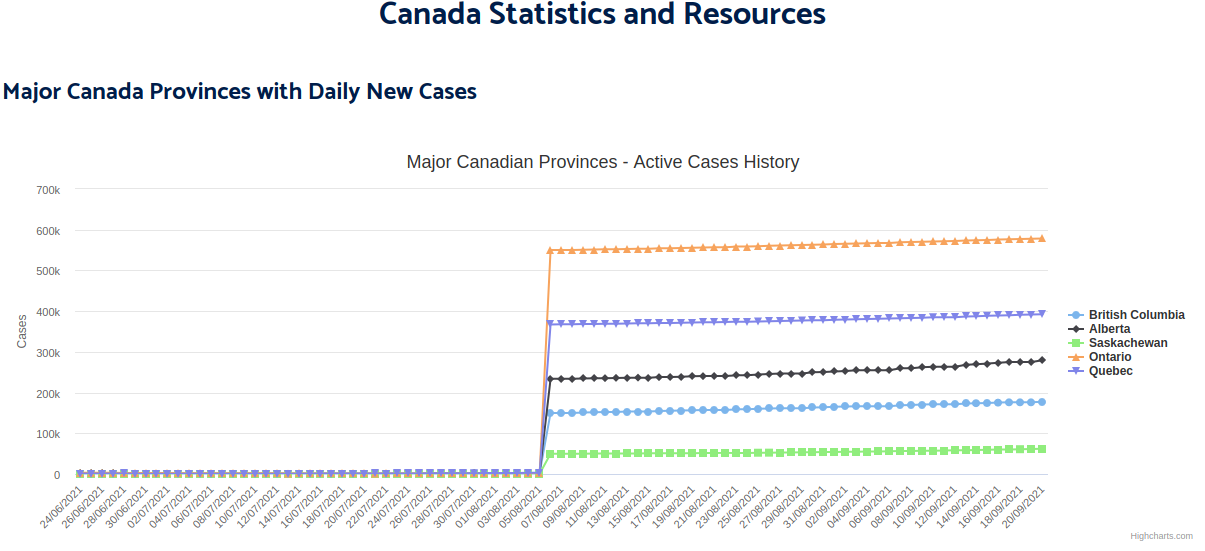 Canada Statistics and Resources
Major Canada Provinces with Daily New Cases
Major Canadian Provinces - Active Cases History
700k
600k
500k
400k
300k
200k
100k
0
Cases
24/06/2021
26/06/2021
28/06/2021
30/06/2021
02/07/2021
04/07/2021
06/07/2021
08/07/2021
10/07/2021
12/07/2021
14/07/2021
16/07/2021
18/07/2021
20/07/2021
22/07/2021
24/07/2021
26/07/2021
28/07/2021
30/07/2021
01/08/2021
03/08/2021
05/08/2021
07/08/2021
09/08/2021
11/08/2021
13/08/2021
15/08/2021
17/08/2021
19/08/2021
21/08/2021
23/08/2021
25/08/2021
27/08/2021
29/08/2021
31/08/2021
02/09/2021
04/09/2021
06/09/2021
08/09/2021
10/09/2021
12/09/2021
14/09/2021
16/09/2021
18/09/2021
20/09/2021
British Columbia
Alberta
Saskachewan
Ontario
Quebec
Highcharts.com